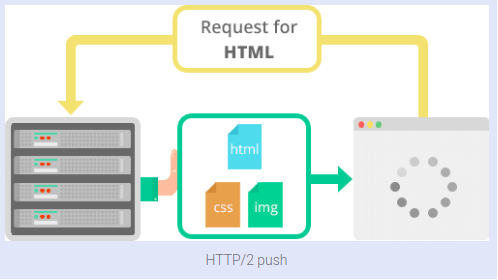 Request for
HTML
html
css
img
HTTP/2 push